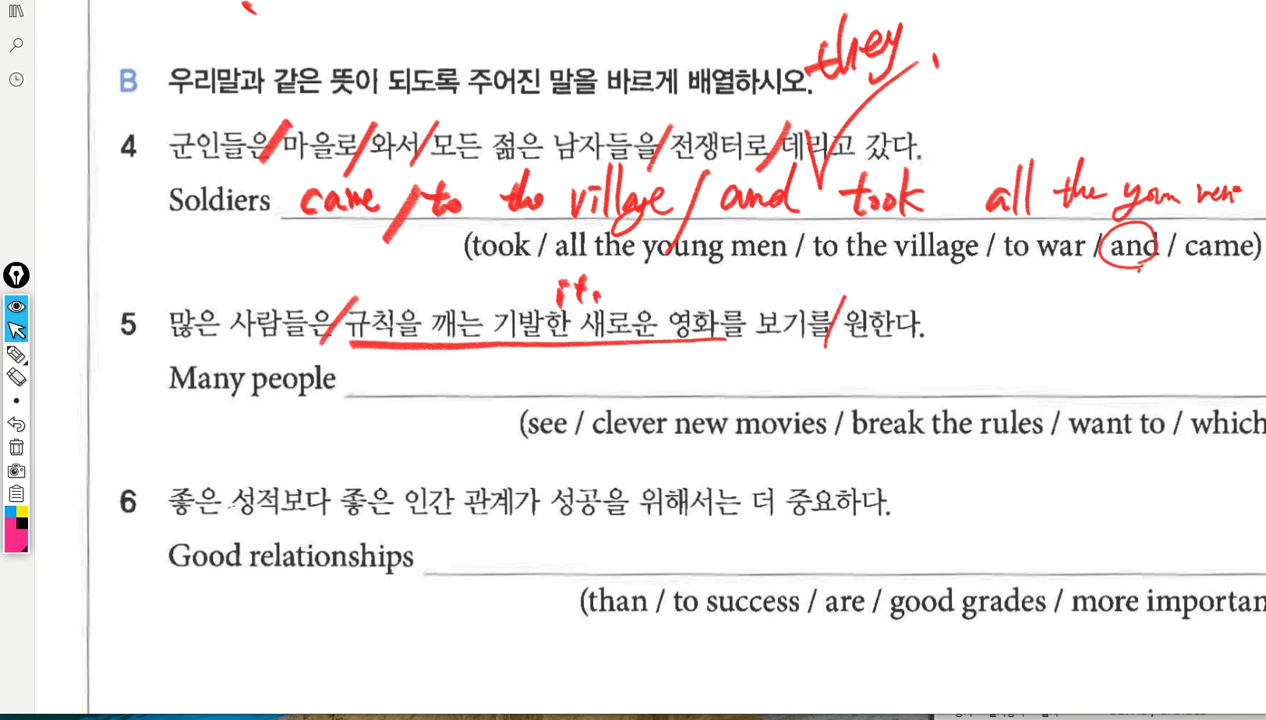 they.
B 우리말과 같은 뜻이 되도록 주어진 말을 바르게 배열하시오.
4 군인들은 마을로 와서 모든 젊은 남자들을 전쟁터로 데리고 갔다.
Soldiers came to the village and took all the youn men
(took / all the young men / to the village / to war / and / came)
it.
5 많은 사람들은 규칙을 깨는 기발한 새로운 영화를 보기를 원한다.
Many people
(see / clever new movies / break the rules / want to / which
6 좋은 성적보다 좋은 인간 관계가 성공을 위해서는 더 중요하다.
Good relationships
(than / to success / are / good grades / more importan